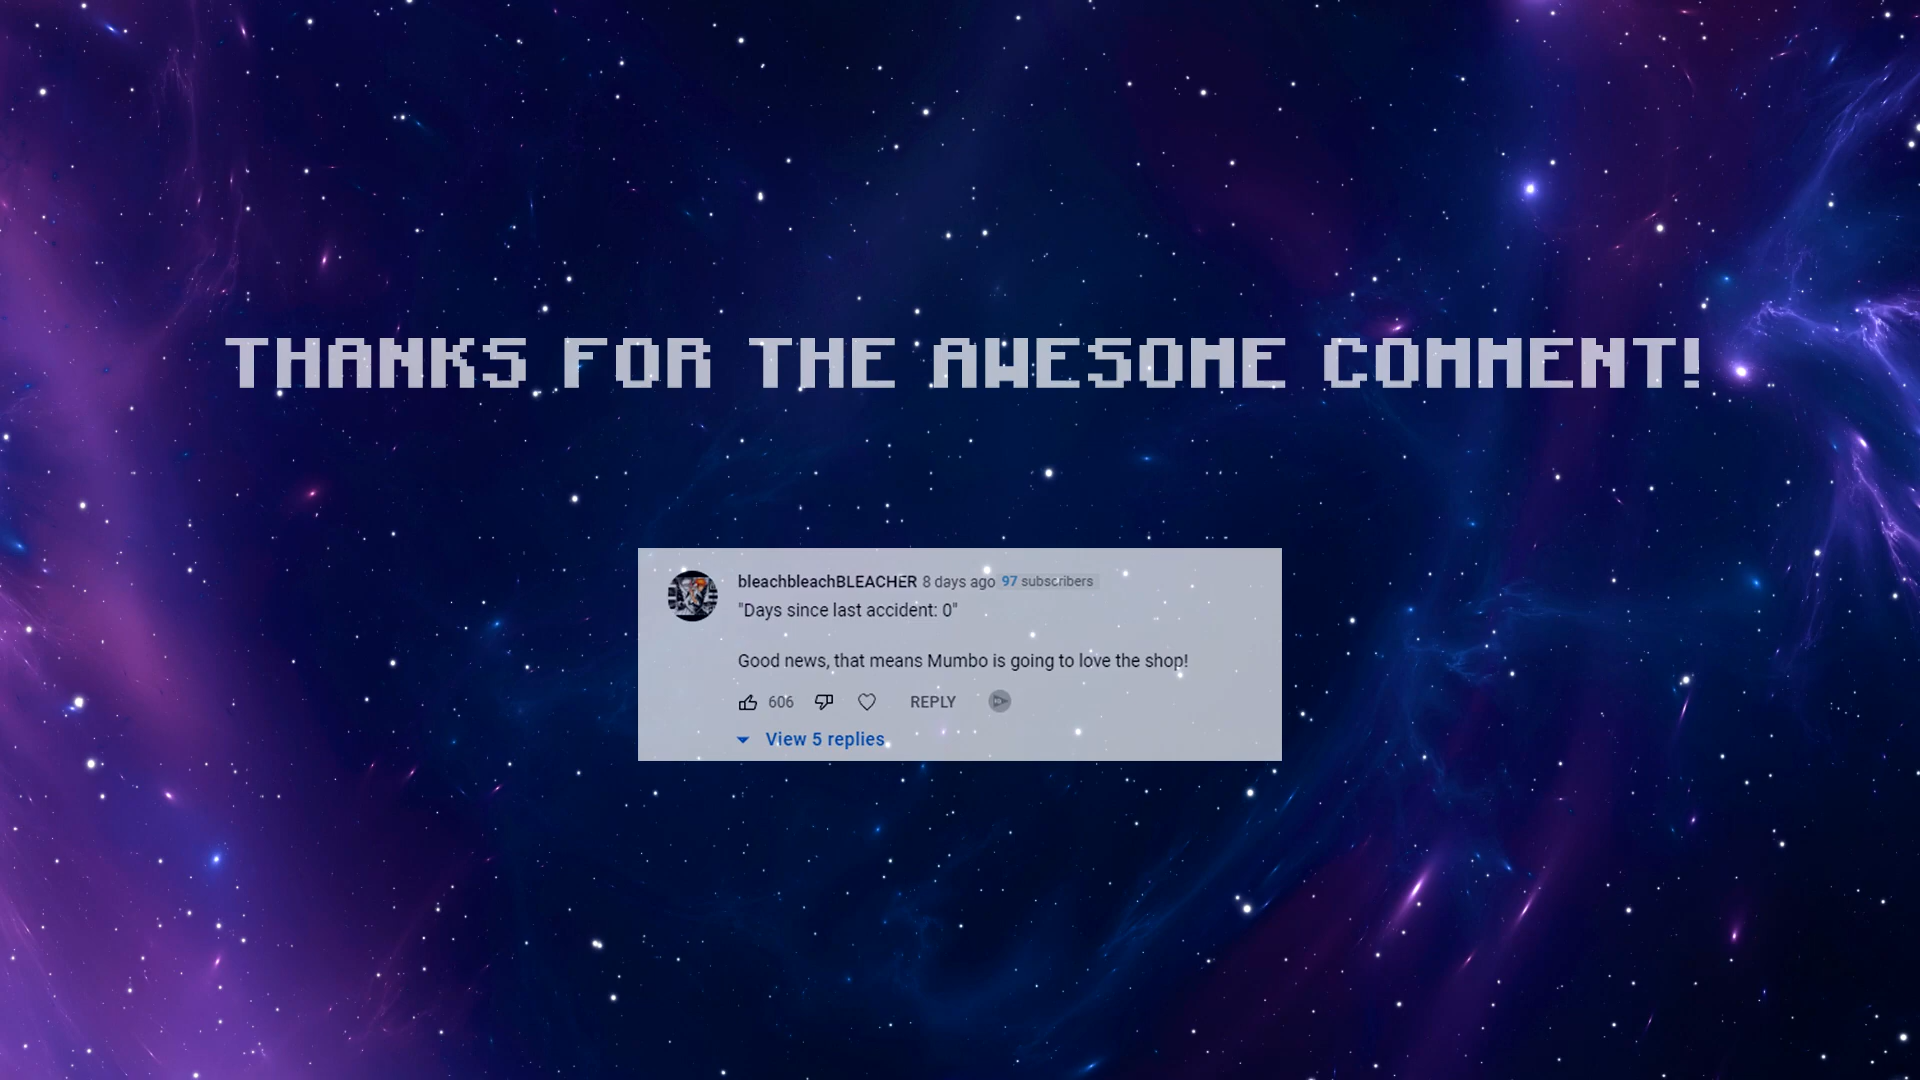 THANKS FOR THE AWESOME COMMENT!
bleachbleachBLEACHER 8 days ago 97 subscribers
"Days since last accident: 0"
Good news, that means Mumbo is going to love the shop!
606 REPLY
View 5 replies